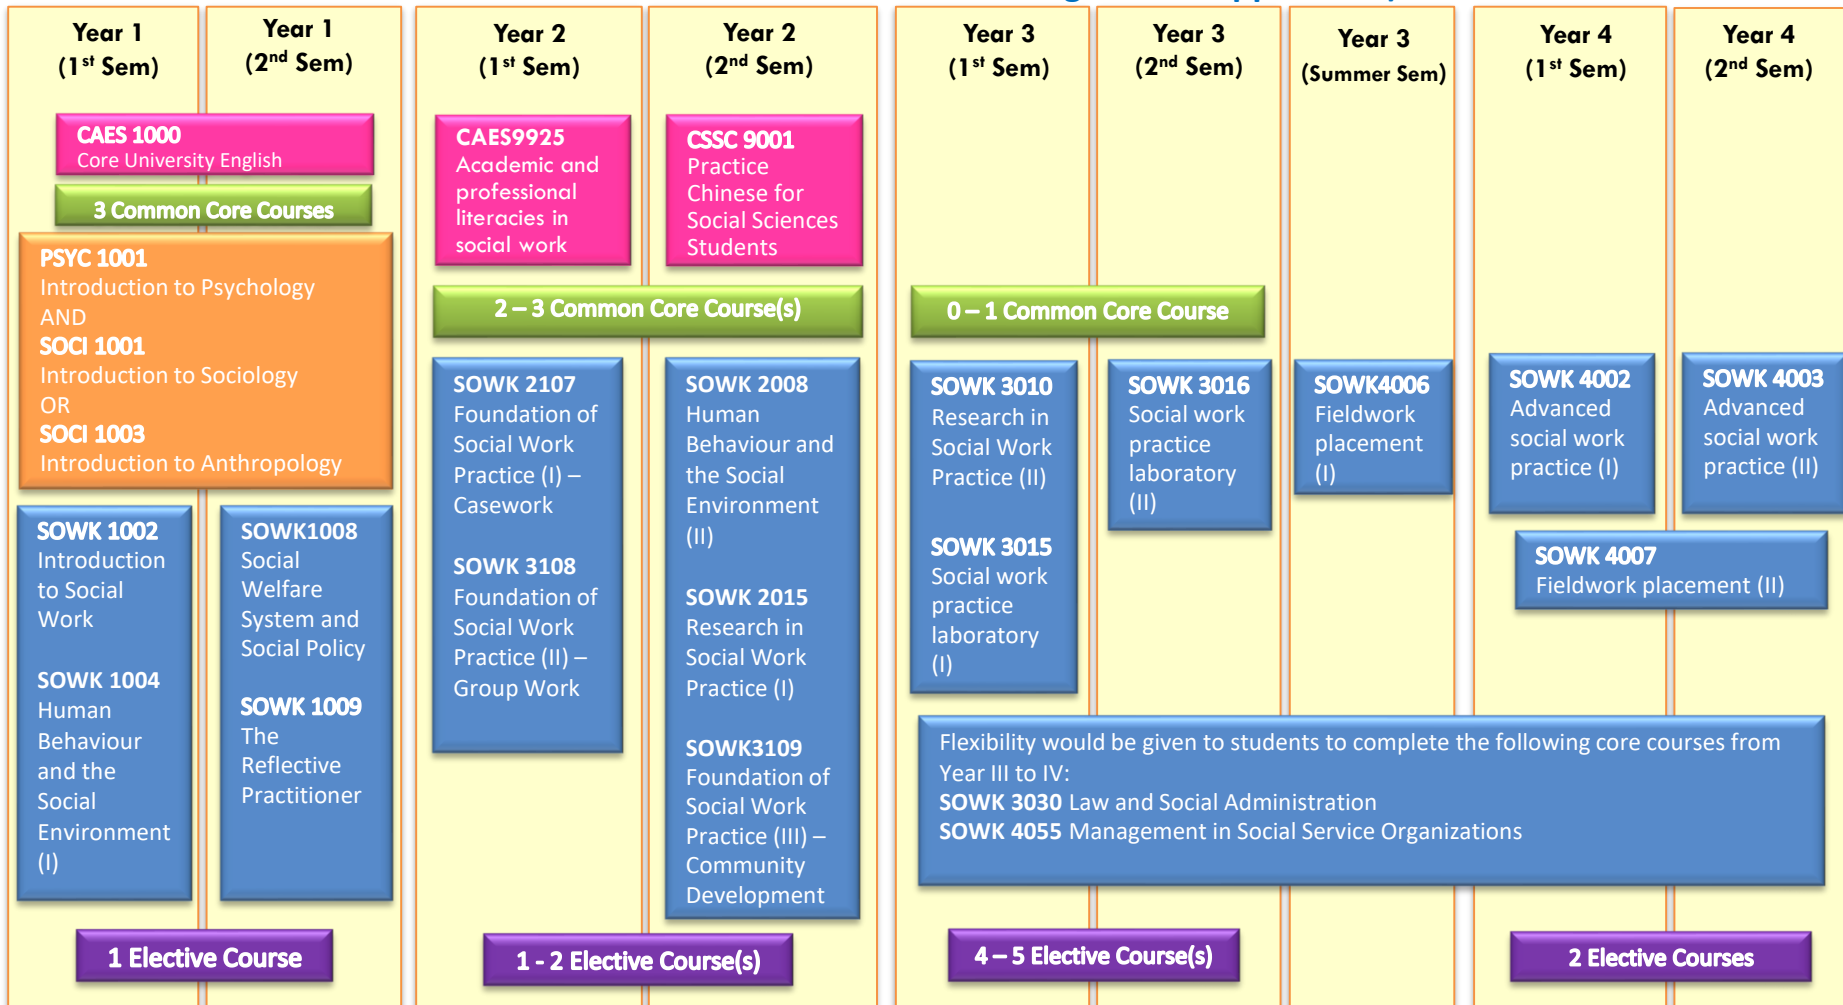 Year 1
(1st Sem)
Year 1
(2nd Sem)
CAES 1000
Core University English
3 Common Core Courses
PSYC 1001
Introduction to Psychology
AND
SOCI 1001
Introduction to Sociology
OR
SOCI 1003
Introduction to Anthropology
SOWK 1002
Introduction
to Social
Work
SOWK 1004
Human
Behaviour
and the
Social
Environment
(I)
SOWK1008
Social
Welfare
System and
Social Policy
SOWK 1009
The
Reflective
Practitioner
1 Elective Course
Year 2
(1st Sem)
Year 2
(2nd Sem)
CAES9925
Academic and
professional
literacies in
social work
CSSC 9001
Practice
Chinese for
Social Sciences
Students
2 – 3 Common Core Course(s)
SOWK 2107
Foundation of
Social Work
Practice (I) –
Casework
SOWK 3108
Foundation of
Social Work
Practice (II) –
Group Work
SOWK 2008
Human
Behaviour and
the Social
Environment
(II)
SOWK 2015
Research in
Social Work
Practice (I)
SOWK3109
Foundation of
Social Work
Practice (III) –
Community
Development
1 - 2 Elective Course(s)
Year 3
(1st Sem)
Year 3
(2nd Sem)
Year 3
(Summer Sem)
0 – 1 Common Core Course
SOWK 3010
Research in
Social Work
Practice (II)
SOWK 3015
Social work
practice
laboratory
(I)
SOWK 3016
Social work
practice
laboratory
(II)
SOWK4006
Fieldwork
placement
(I)
Year 4
(1st Sem)
Year 4
(2nd Sem)
SOWK 4002
Advanced
social work
practice (I)
SOWK 4003
Advanced
social work
practice (II)
SOWK 4007
Fieldwork placement (II)
Flexibility would be given to students to complete the following core courses from
Year III to IV:
SOWK 3030 Law and Social Administration
SOWK 4055 Management in Social Service Organizations
4 – 5 Elective Course(s)
2 Elective Courses